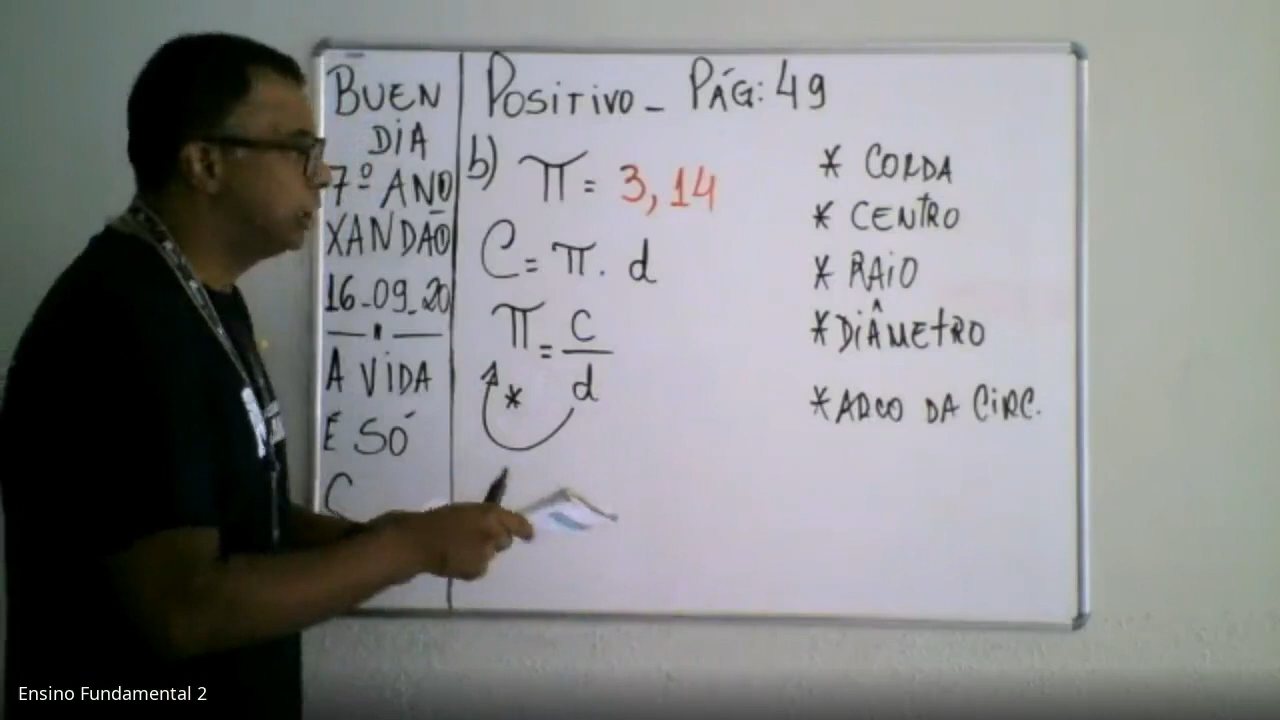 BUEN
DIA
7º ANO
XANDÃO
16-09-20
A VIDA
É SÓ
C
POSITIVO - PÁG: 49
b) π = 3,14
C = π. d
π = C
d
*
* CORDA
* CENTRO
* RAIO
* DIÂMETRO
* ARCO DA CIRC.
Ensino Fundamental 2